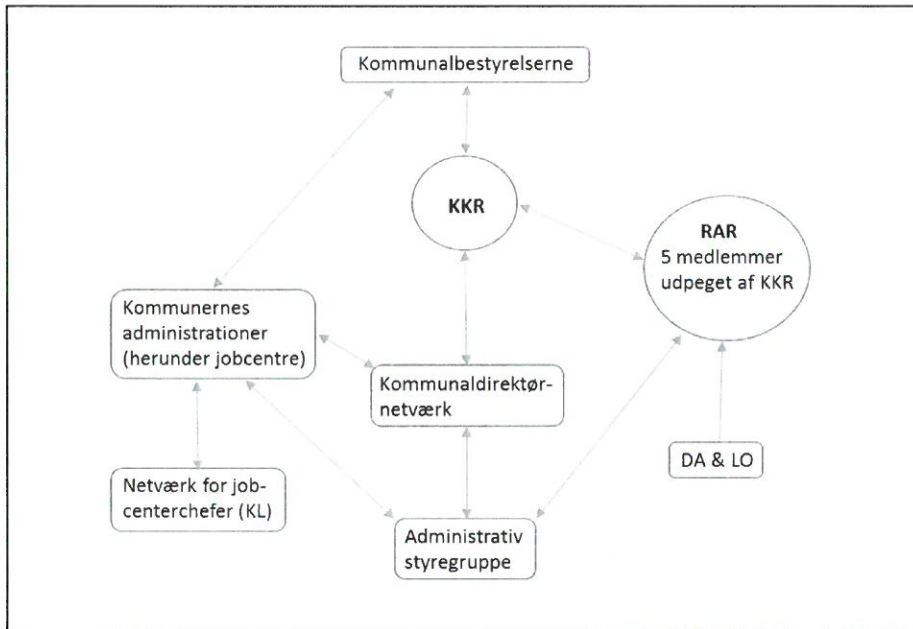 Kommunalbestyrelserne
KKR
RAR
5 medlemmer
udpeget af KKR
Kommunernes
administrationer
(herunder jobcentre)
Kommunaldirektør-
netværk
DA & LO
Netværk for job-
centerchefer (KL)
Administrativ
styregruppe